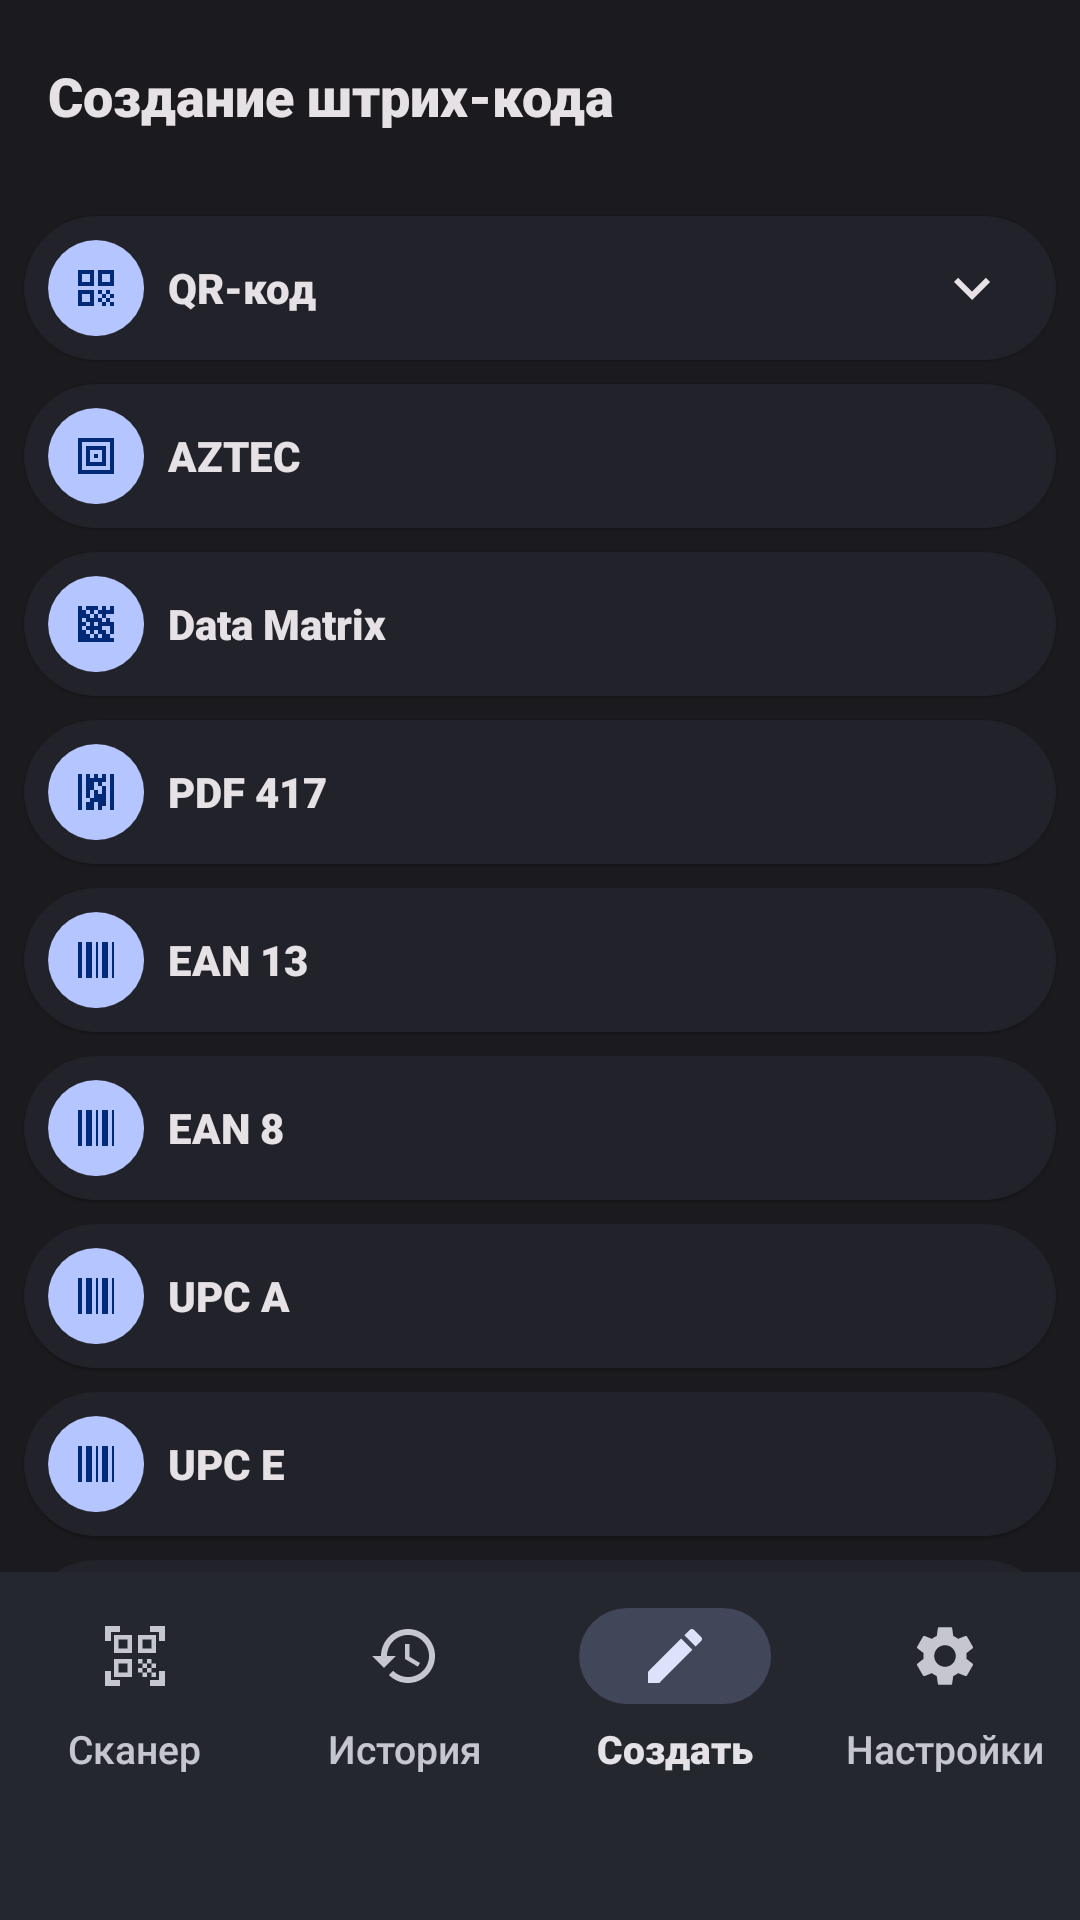 Создание штрих-кода
QR-код
AZTEC
Data Matrix
PDF 417
EAN 13
EAN 8
UPC A
UPC E
Сканер
История
Создать
Настройки